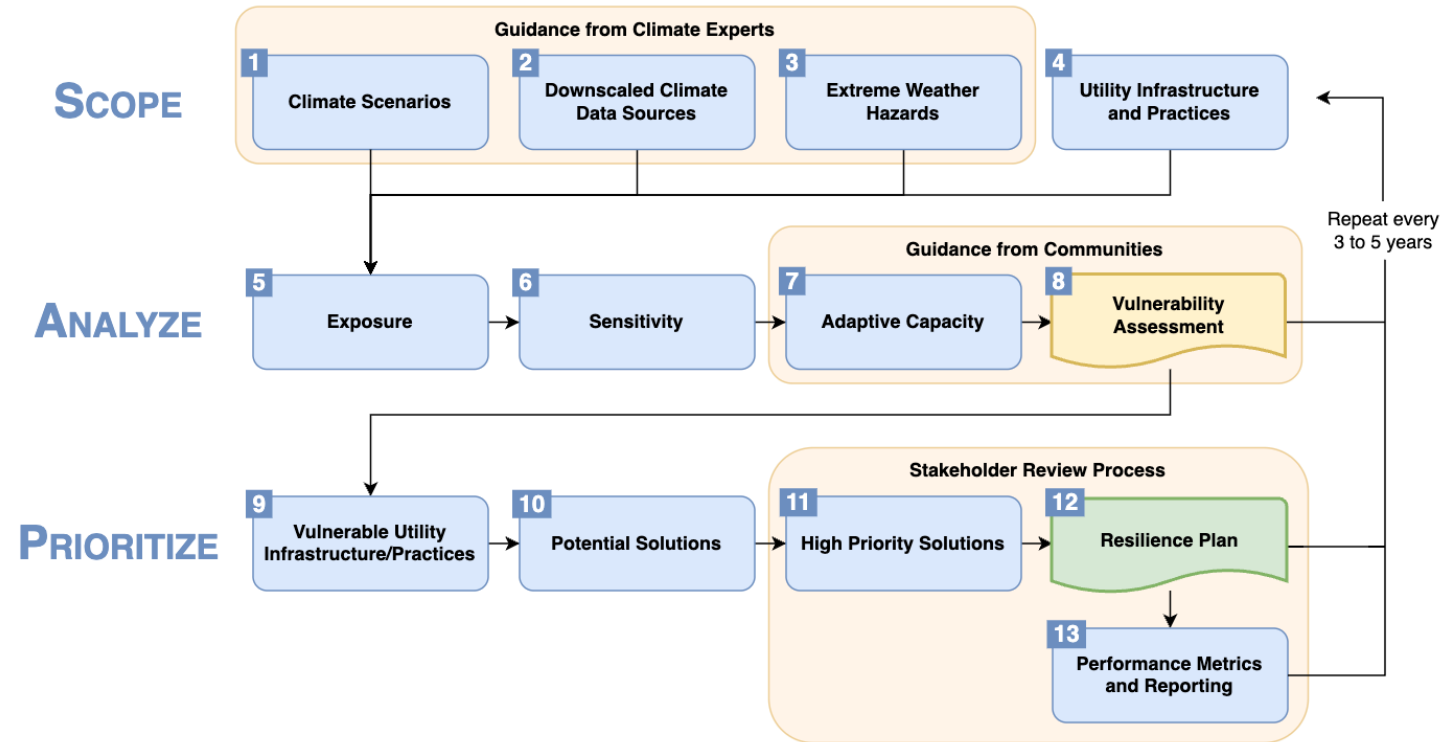 Guidance from Climate Experts
SCOPE
1
Climate Scenarios
2
Downscaled Climate
Data Sources
3
Extreme Weather
Hazards
4
Utility Infrastructure
and Practices
Repeat every
3 to 5 years
Guidance from Communities
ANALYZE
5
Exposure
6
Sensitivity
7
Adaptive Capacity
8
Vulnerability
Assessment
Stakeholder Review Process
PRIORITIZE
9
Vulnerable Utility
Infrastructure/Practices
10
Potential Solutions
11
High Priority Solutions
12
Resilience Plan
13
Performance Metrics
and Reporting